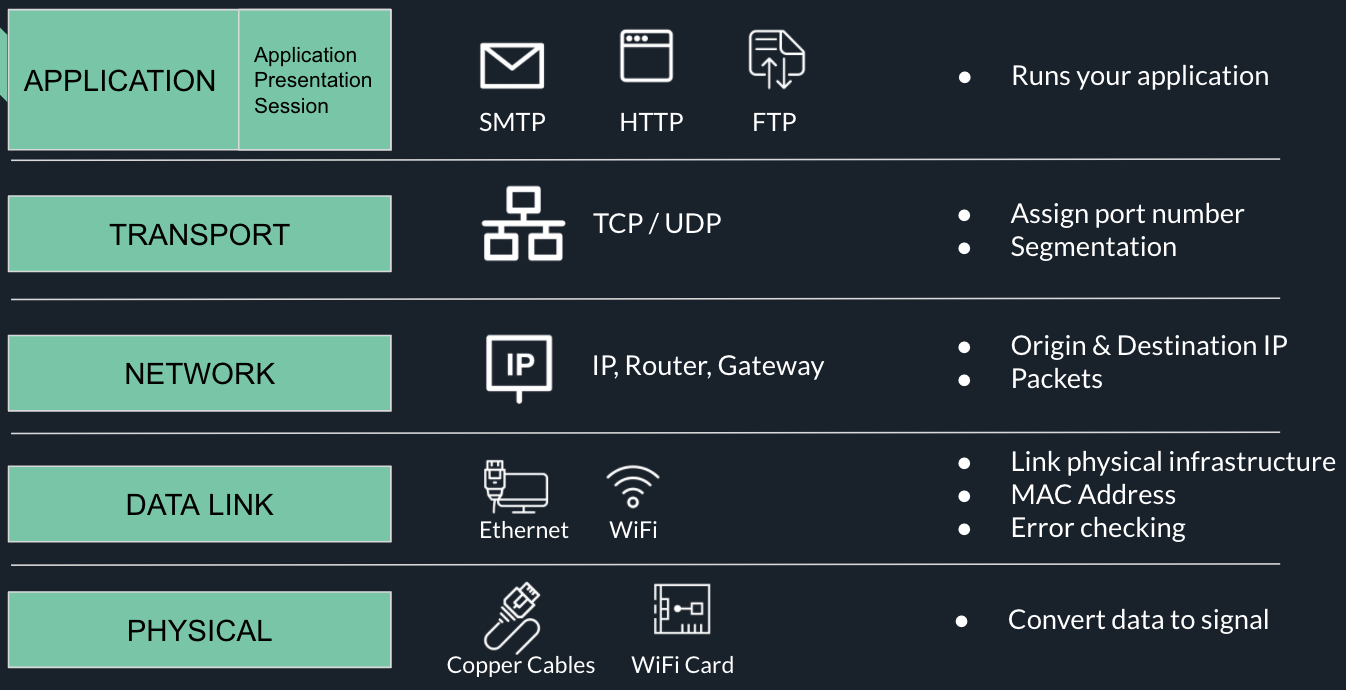 APPLICATION
Application
Presentation
Session
SMTP
HTTP
FTP
● Runs your application
TRANSPORT
TCP / UDP
● Assign port number
● Segmentation
NETWORK
IP
IP, Router, Gateway
● Origin & Destination IP
● Packets
DATA LINK
Ethernet
WiFi
● Link physical infrastructure
● MAC Address
● Error checking
PHYSICAL
Copper Cables
WiFi Card
● Convert data to signal